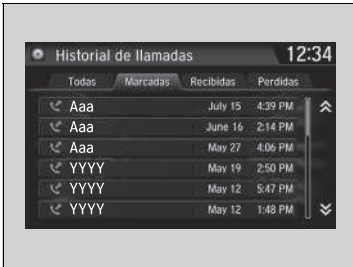 Historial de llamadas 12:34
Todas Marcadas Recibidas Perdidas
Aaa July 15 4:39 PM
Aaa June 16 2:14 PM
Aaa May 27 4:06 PM
YYYY May 19 2:50 PM
YYYY May 12 5:47 PM
YYYY May 12 1:48 PM